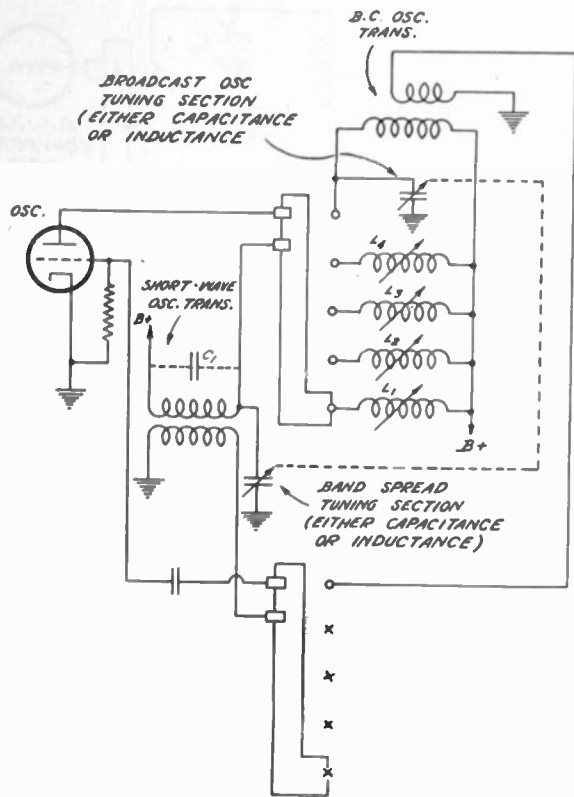 B.C. OSC.
TRANS.
BROADCAST OSC
TUNING SECTION
(EITHER CAPACITANCE
OR INDUCTANCE
OSC.
SHORT-WAVE
OSC. TRANS.
B+
C1
L4
L3
L2
L1
B+
BAND SPREAD
TUNING SECTION
(EITHER CAPACITANCE
OR INDUCTANCE)